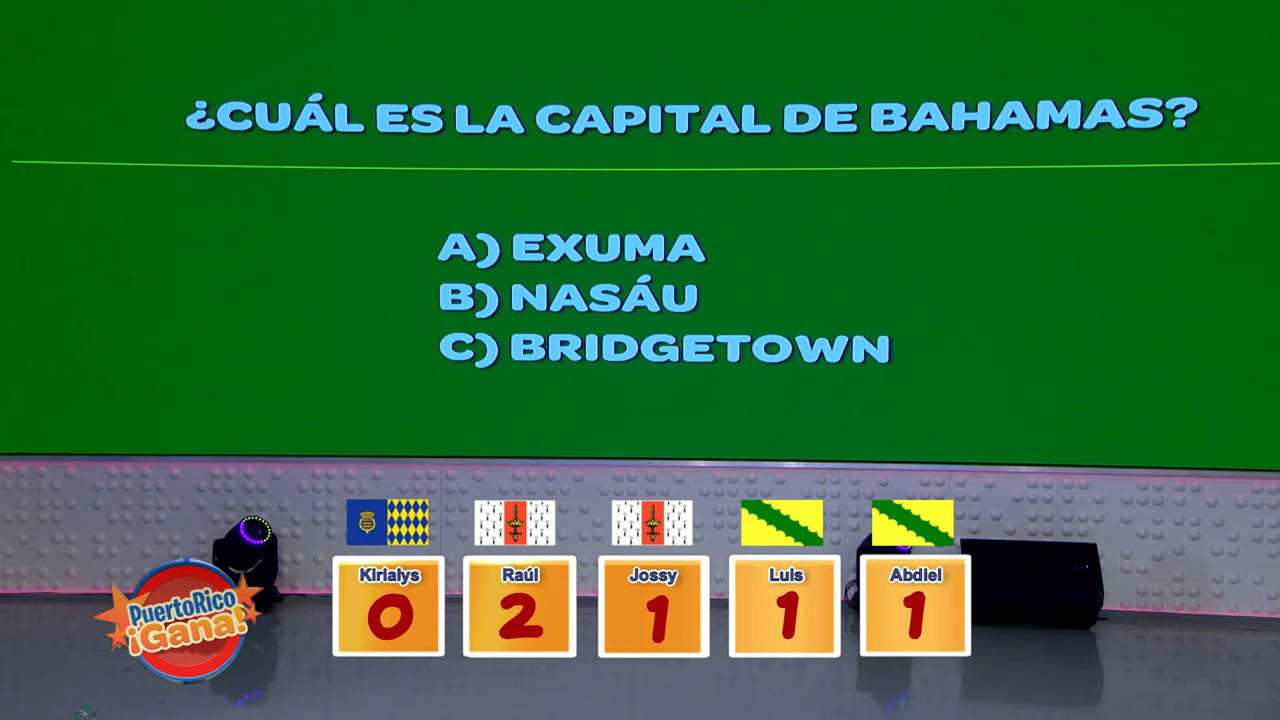 ¿CUÁL ES LA CAPITAL DE BAHAMAS?
A) EXUMA
B) NASÁU
C) BRIDGETOWN
Kirialys
Raúl
Jossy
Luis
Abdiel
0
2
1
1
1
PuertoRico
¡Gana!